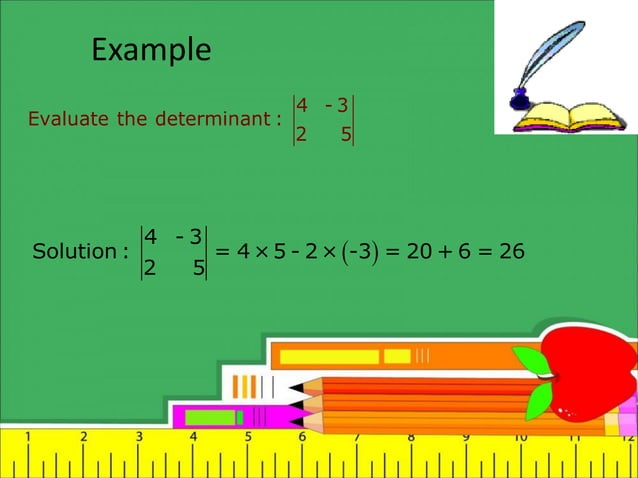 Example
Evaluate the determinant : | 4 - 3 |
| 2 5 |
Solution : | 4 - 3 | = 4 × 5 - 2 × (-3) = 20 + 6 = 26
| 2 5 |
1 2 3 4 5 6 7 8 9 10 11 12